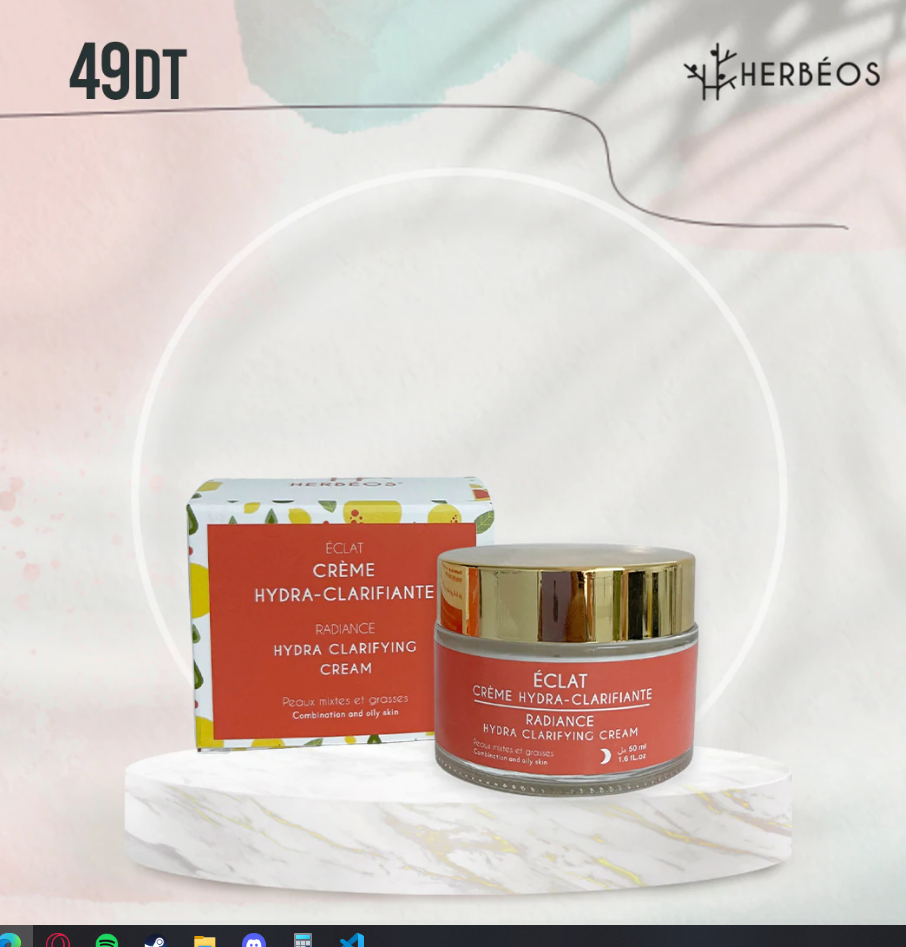 49DT
HERBÉOS
HERBÉOS
ÉCLAT
CRÈME
HYDRA-CLARIFIANTE
RADIANCE
HYDRA CLARIFYING
CREAM
Peaux mixtes et grasses
Combination and oily skin
ÉCLAT
CRÈME HYDRA-CLARIFIANTE
RADIANCE
HYDRA CLARIFYING CREAM
Peaux mixtes et grasses
Combination and oily skin
مل 50 ml
1.6 fL.oz